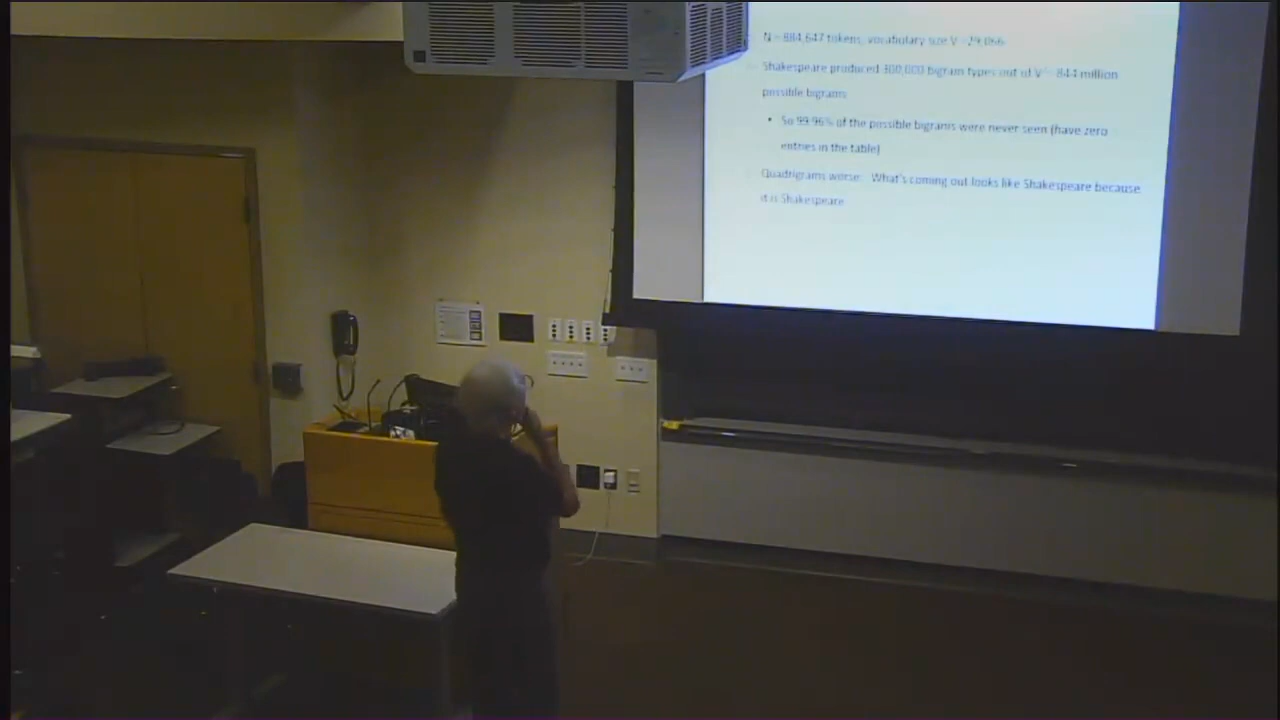 N = 884,647 tokens, vocabulary size V = 29,066
Shakespeare produced 300,000 bigram types out of V² = 844 million
possible bigrams
• So 99.96% of the possible bigrams were never seen (have zero
entries in the table)
Quadrigrams worse: What's coming out looks like Shakespeare because
it is Shakespeare